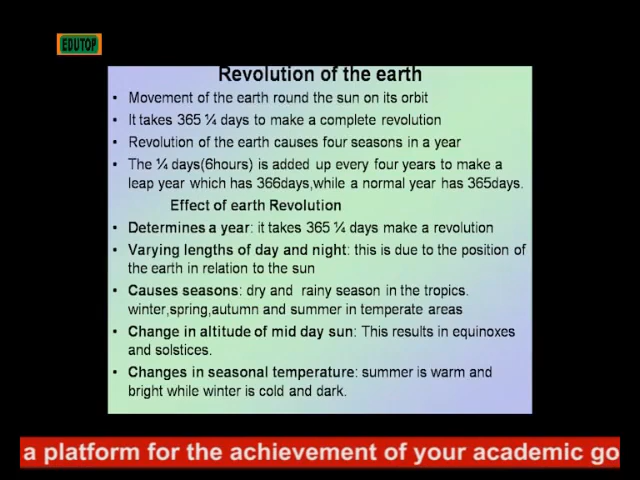 EDUTOP
Revolution of the earth
• Movement of the earth round the sun on its orbit
• It takes 365 ¼ days to make a complete revolution
• Revolution of the earth causes four seasons in a year
• The ¼ days(6hours) is added up every four years to make a
leap year which has 366days,while a normal year has 365days.
Effect of earth Revolution
• Determines a year: it takes 365 ¼ days make a revolution
• Varying lengths of day and night: this is due to the position of
the earth in relation to the sun
• Causes seasons: dry and rainy season in the tropics.
winter,spring,autumn and summer in temperate areas
• Change in altitude of mid day sun: This results in equinoxes
and solstices.
• Changes in seasonal temperature: summer is warm and
bright while winter is cold and dark.
a platform for the achievement of your academic go